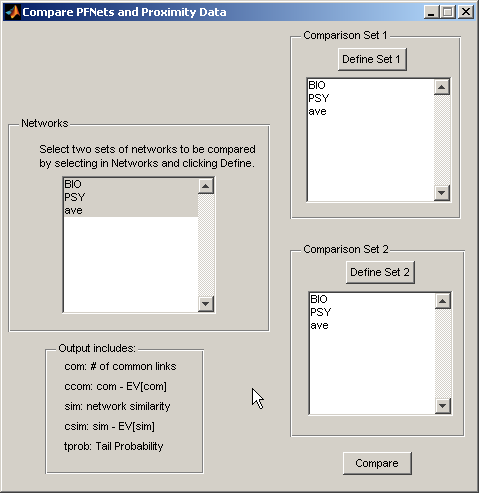 Compare PFNets and Proximity Data
Networks
Select two sets of networks to be compared
by selecting in Networks and clicking Define.
BIO
PSY
ave
Output includes:
com: # of common links
ccom: com - EV[com]
sim: network similarity
csim: sim - EV[sim]
tprob: Tail Probability
Comparison Set 1
Define Set 1
BIO
PSY
ave
Comparison Set 2
Define Set 2
BIO
PSY
ave
Compare